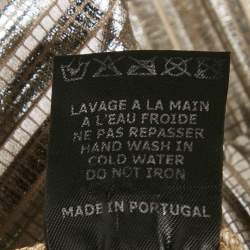 LAVAGE A LA MAIN
A L'EAU FROIDE
NE PAS REPASSER
HAND WASH IN
COLD WATER
DO NOT IRON
MADE IN PORTUGAL